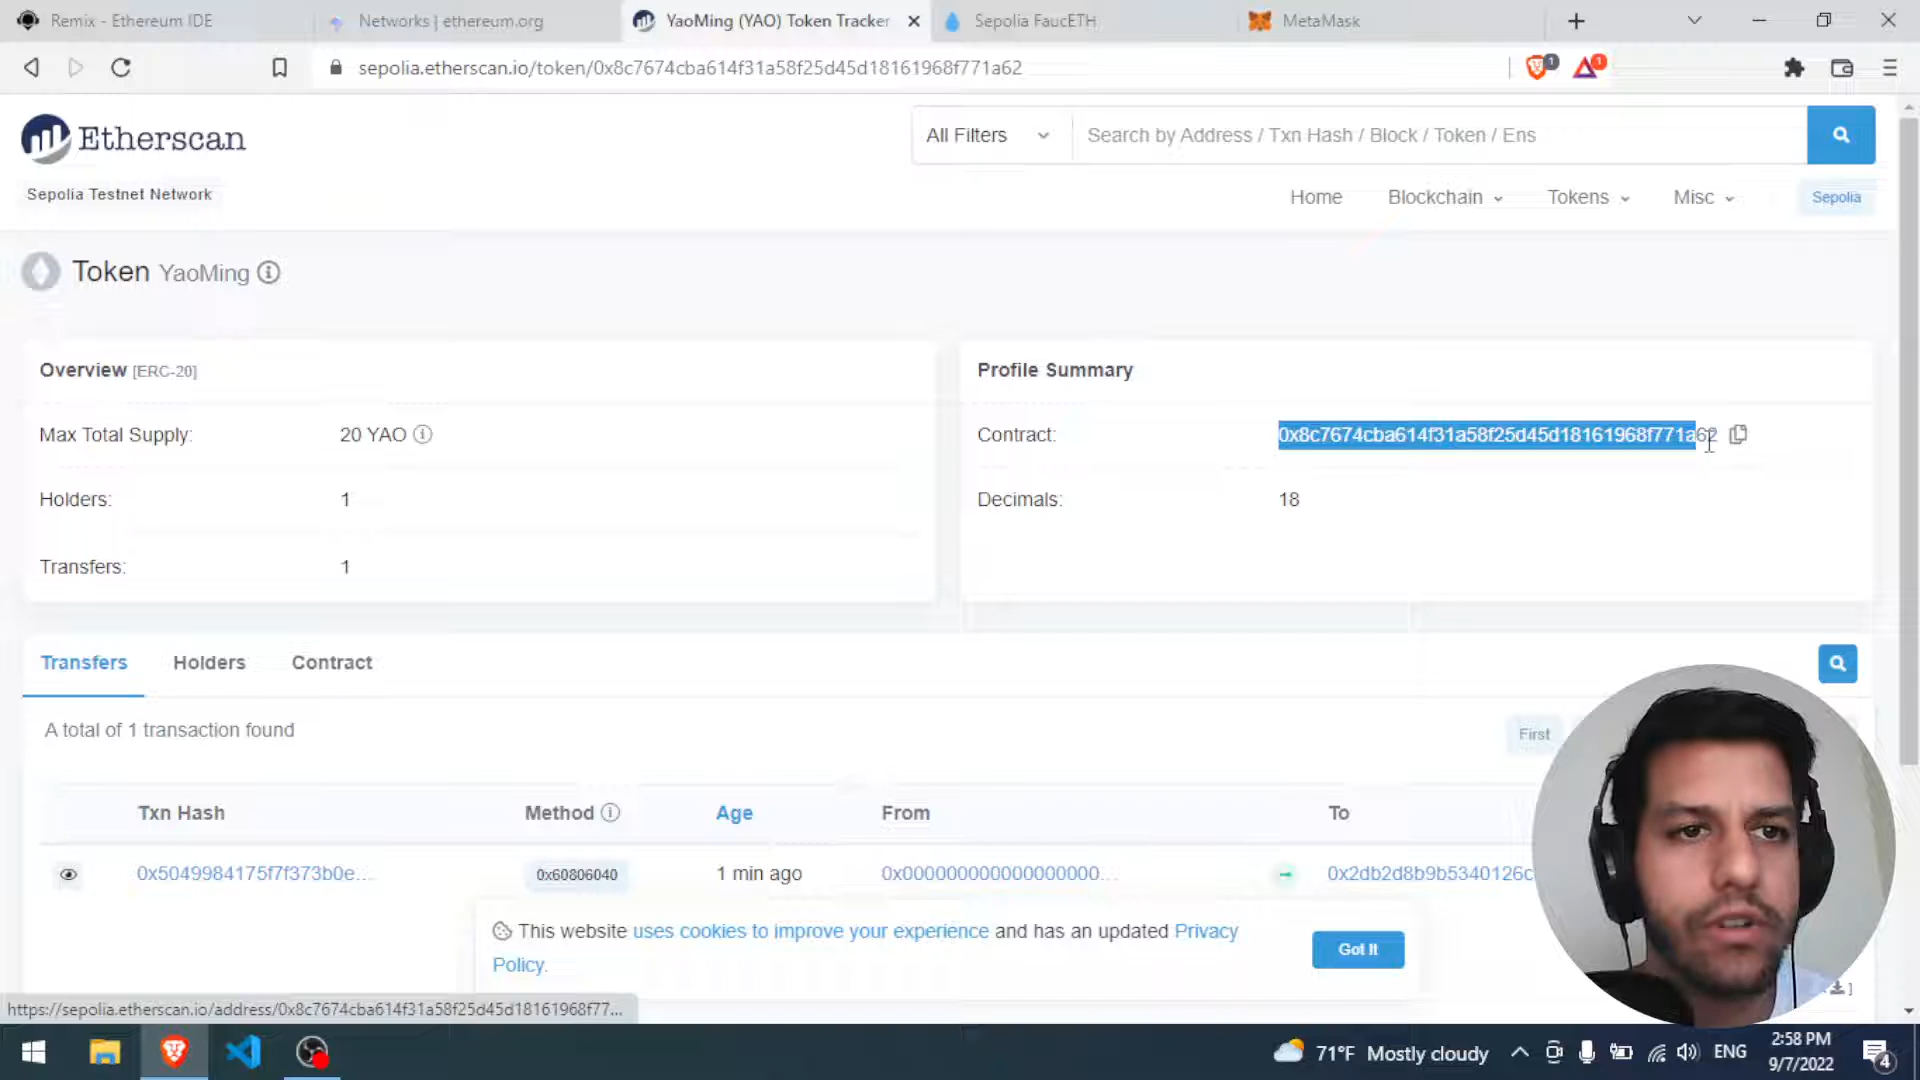 Remix - Ethereum IDE
Networks | ethereum.org
YaoMing (YAO) Token Tracker
Sepolia FaucETH
MetaMask
sepolia.etherscan.io/token/0x8c7674cba614f31a58f25d45d18161968f771a62
1
1
Etherscan
All Filters
Search by Address / Txn Hash / Block / Token / Ens
Sepolia Testnet Network
Home
Blockchain
Tokens
Misc
Sepolia
Token YaoMing
Overview [ERC-20]
Profile Summary
Max Total Supply:
20 YAO
Contract:
0x8c7674cba614f31a58f25d45d18161968f771a62
Holders:
1
Decimals:
18
Transfers:
1
Transfers
Holders
Contract
A total of 1 transaction found
First
Txn Hash
Method
Age
From
To
0x5049984175f7f373b0e...
0x60806040
1 min ago
0x000000000000000000...
0x2db2d8b9b5340126c
This website uses cookies to improve your experience and has an updated Privacy
Policy.
Got It
]
https://sepolia.etherscan.io/address/0x8c7674cba614f31a58f25d45d18161968f77...
71°F Mostly cloudy
ENG
2:58 PM
9/7/2022
4